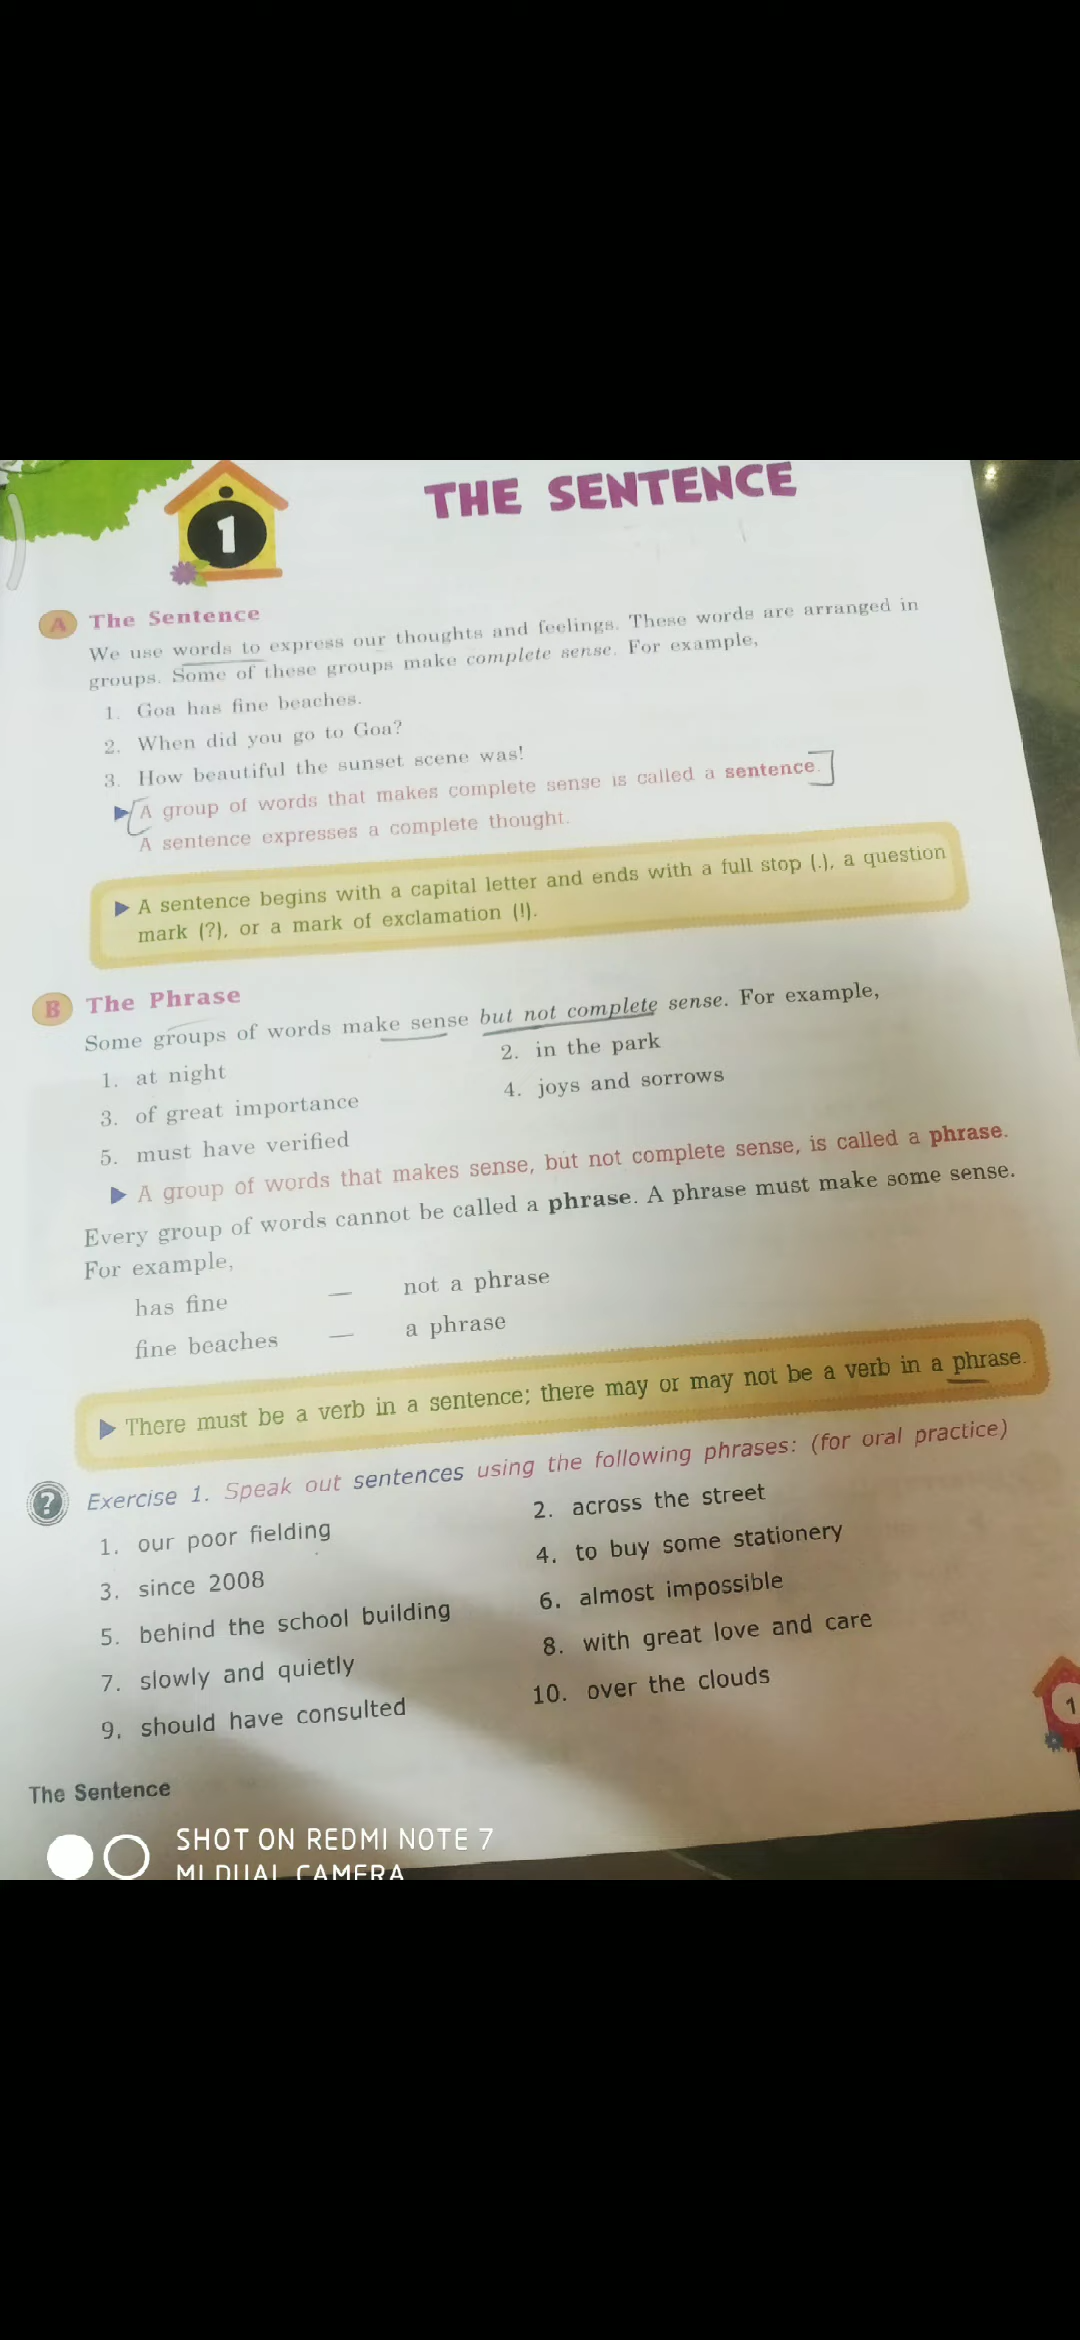 1
THE SENTENCE
A The Sentence
We use words to express our thoughts and feelings. These words are arranged in
groups. Some of these groups make complete sense. For example,
1. Goa has fine beaches.
2. When did you go to Goa?
3. How beautiful the sunset scene was!
A group of words that makes complete sense is called a sentence.
A sentence expresses a complete thought.
A sentence begins with a capital letter and ends with a full stop (.), a question
mark (?), or a mark of exclamation (!).
B The Phrase
Some groups of words make sense but not complete sense. For example,
1. at night 2. in the park
3. of great importance 4. joys and sorrows
5. must have verified
A group of words that makes sense, but not complete sense, is called a phrase.
Every group of words cannot be called a phrase. A phrase must make some sense.
For example,
has fine — not a phrase
fine beaches — a phrase
There must be a verb in a sentence; there may or may not be a verb in a phrase.
? Exercise 1. Speak out sentences using the following phrases: (for oral practice)
1. our poor fielding 2. across the street
3. since 2008 4. to buy some stationery
5. behind the school building 6. almost impossible
7. slowly and quietly 8. with great love and care
9. should have consulted 10. over the clouds
1
The Sentence
SHOT ON REDMI NOTE 7
MI DUAL CAMERA